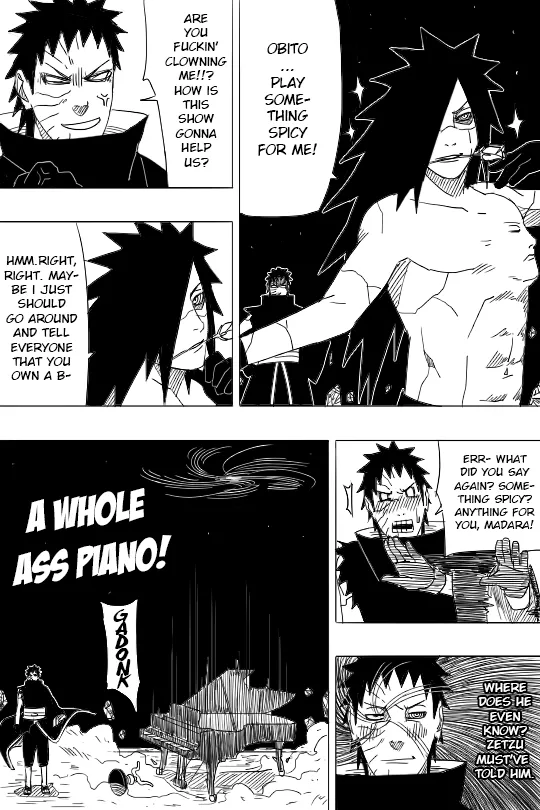 OBITO
...
PLAY
SOME-
THING
SPICY
FOR ME!
ARE
YOU
FUCKIN'
CLOWNING
ME!!?
HOW IS
THIS
SHOW
GONNA
HELP
US?
HMM.RIGHT,
RIGHT. MAY-
BE I JUST
SHOULD
GO AROUND
AND TELL
EVERYONE
THAT YOU
OWN A B-
ERR- WHAT
DID YOU SAY
AGAIN? SOME-
THING SPICY?
ANYTHING FOR
YOU, MADARA!
WHERE
DOES HE
EVEN
KNOW?
ZETZU
MUST'VE
TOLD HIM.
A WHOLE
ASS PIANO!
GADONK